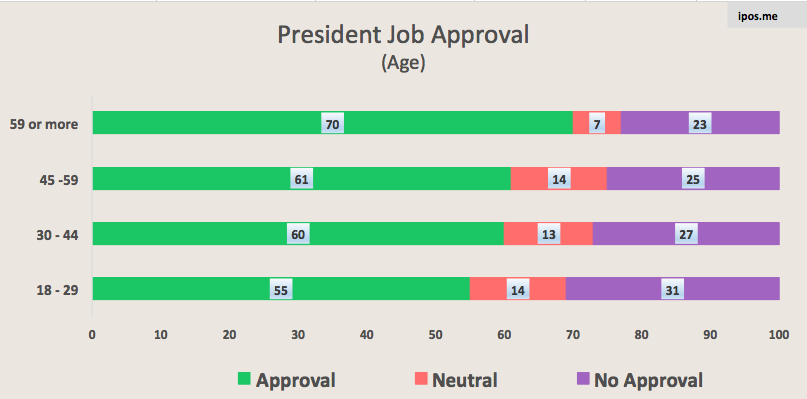 ipos.me
President Job Approval
(Age)
59 or more
70 7 23
45 -59
61 14 25
30 - 44
60 13 27
18 - 29
55 14 31
0 10 20 30 40 50 60 70 80 90 100
Approval Neutral No Approval